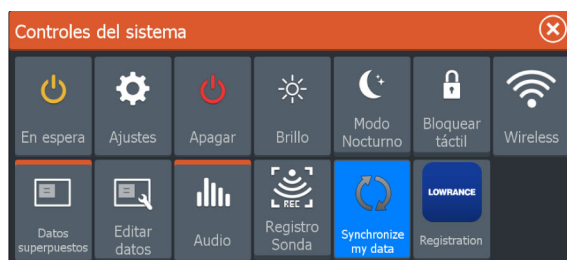 Controles del sistema
En espera
Ajustes
Apagar
Brillo
Modo
Nocturno
Bloquear
táctil
Wireless
Datos
superpuestos
Editar
datos
Audio
REC
Registro
Sonda
Synchronize
my data
LOWRANCE
Registration